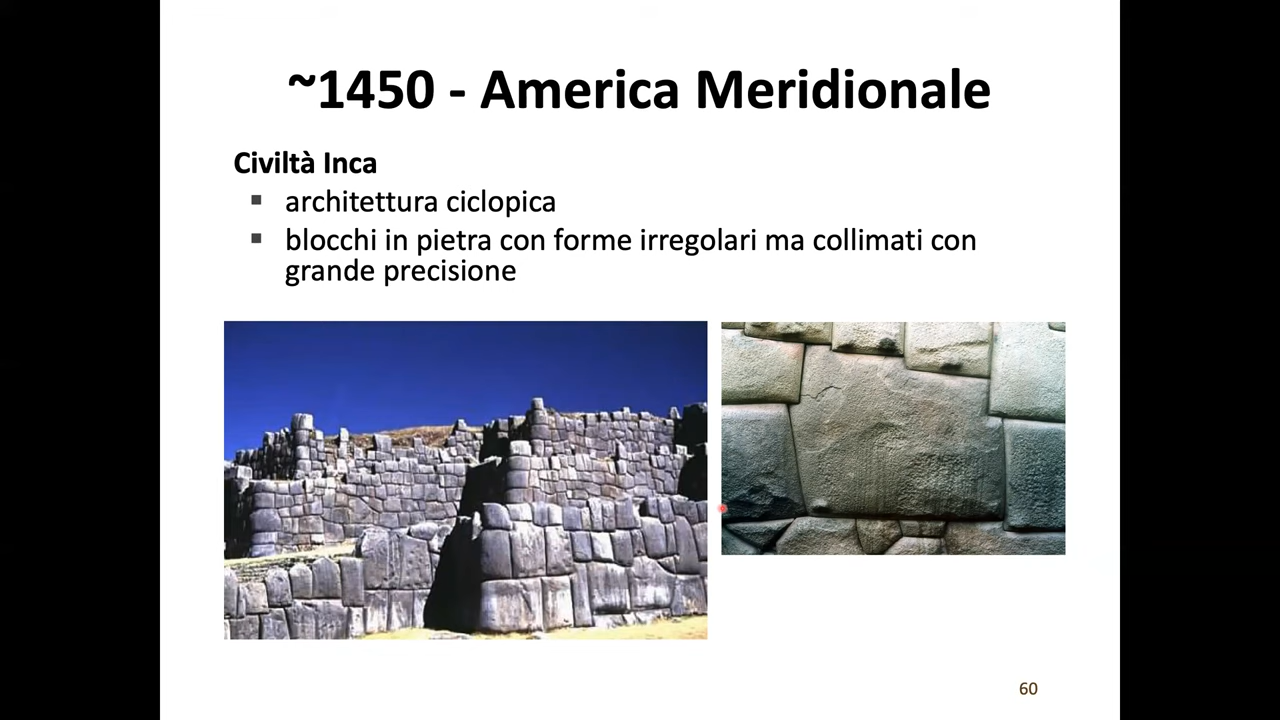 ~1450 - America Meridionale
Civiltà Inca
▪ architettura ciclopica
▪ blocchi in pietra con forme irregolari ma collimati con
grande precisione
60